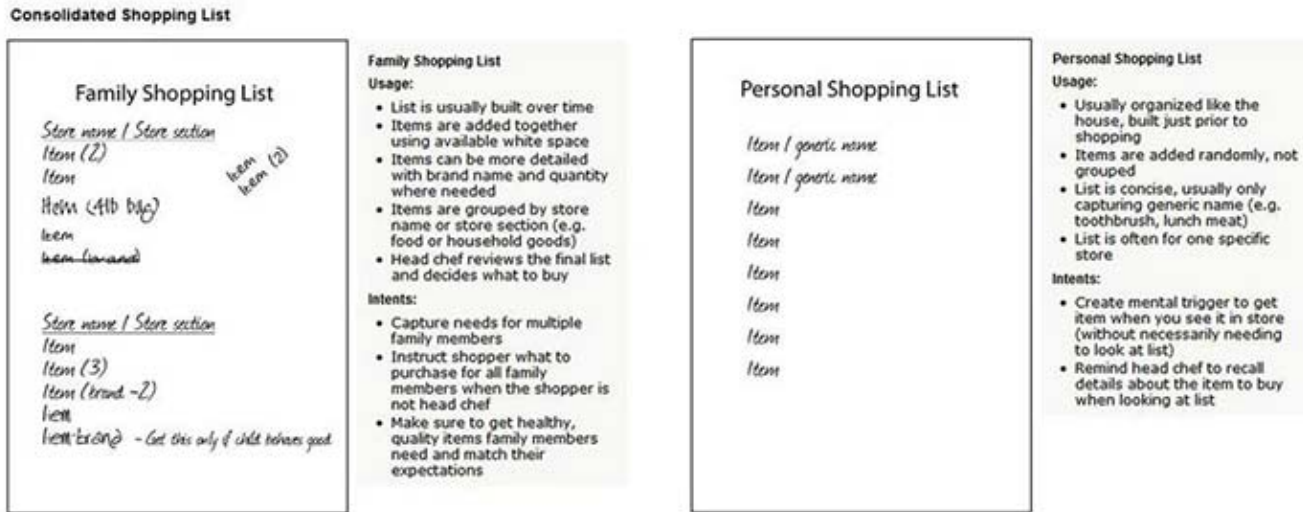 Consolidated Shopping List
Family Shopping List
Store name / Store section
Item (2)
Item
Item (4lb bag)
Item
Item (brand)
Item
Item (2)
Store name / Store section
Item
Item (3)
Item (brand -2)
Item
Item-brand - Get this only if child behaves good
Family Shopping List
Usage:
• List is usually built over time
• Items are added together
using available white space
• Items can be more detailed
with brand name and quantity
where needed
• Items are grouped by store
name or store section (e.g.
food or household goods)
• Head chef reviews the final list
and decides what to buy
Intents:
• Capture needs for multiple
family members
• Instruct shopper what to
purchase for all family
members when the shopper is
not head chef
• Make sure to get healthy,
quality items family members
need and match their
expectations
Personal Shopping List
Item / generic name
Item / generic name
Item
Item
Item
Item
Item
Item
Personal Shopping List
Usage:
• Usually organized like the
house, built just prior to
shopping
• Items are added randomly, not
grouped
• List is concise, usually only
capturing generic name (e.g.
toothbrush, lunch meat)
• List is often for one specific
store
Intents:
• Create mental trigger to get
item when you see it in store
(without necessarily needing
to look at list)
• Remind head chef to recall
details about the item to buy
when looking at list